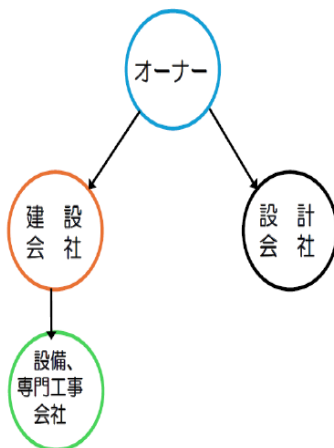 オーナー
建 設
会 社
設 計
会 社
設備、
専門工事
会社